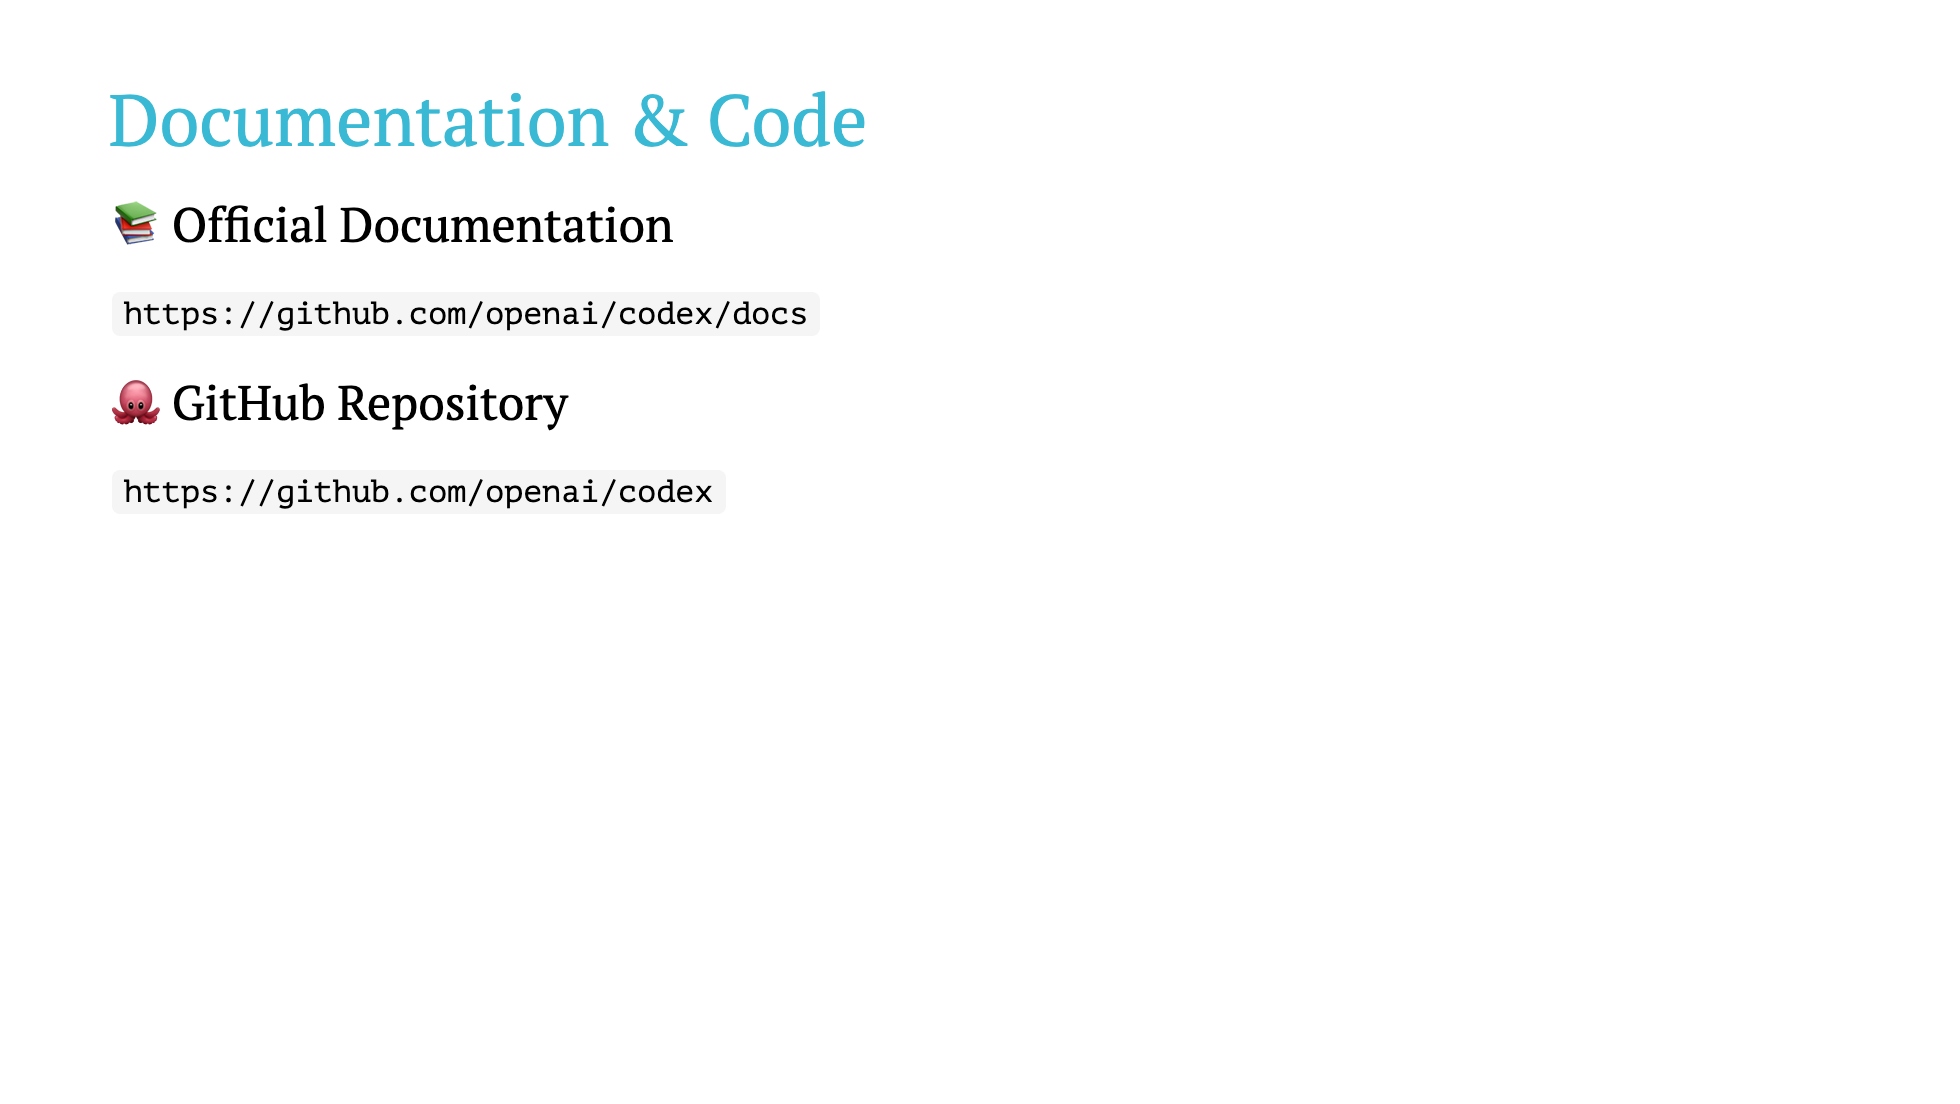 Documentation & Code
📚 Official Documentation
https://github.com/openai/codex/docs
🐙 GitHub Repository
https://github.com/openai/codex